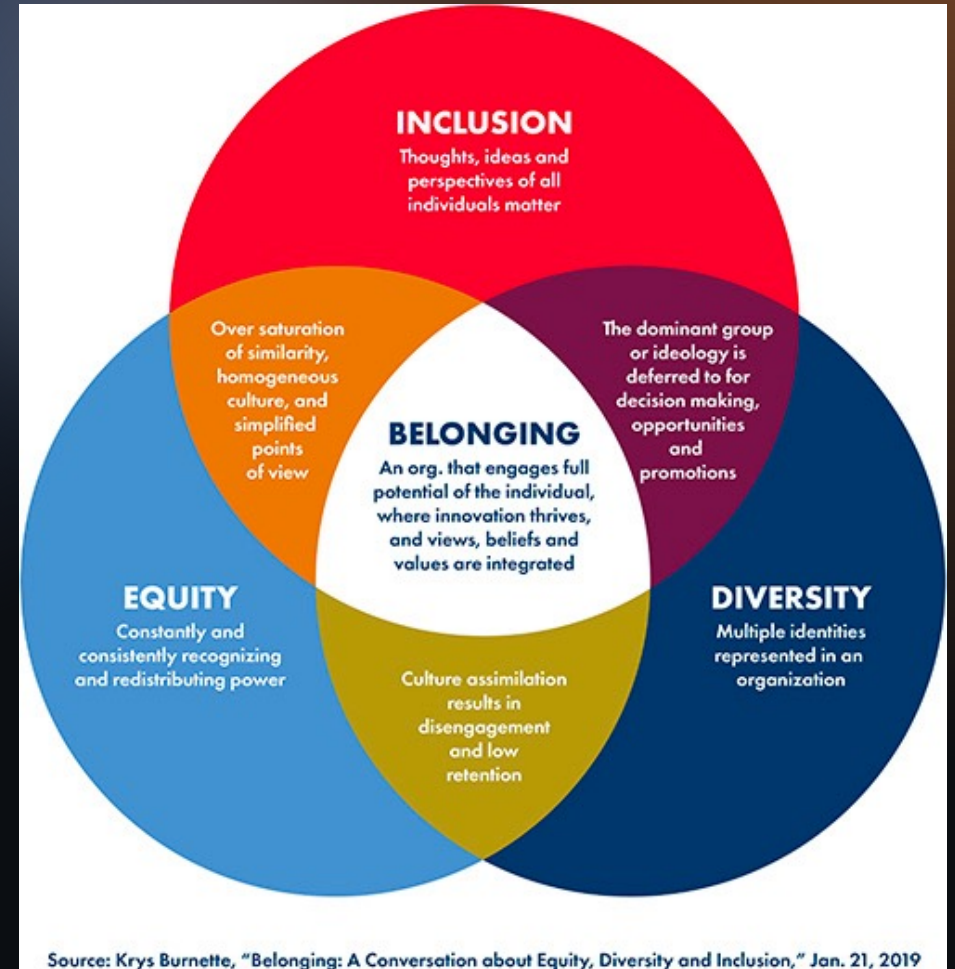 INCLUSION
Thoughts, ideas and
perspectives of all
individuals matter
Over saturation
of similarity,
homogeneous
culture, and
simplified
points
of view
The dominant group
or ideology is
deferred to for
decision making,
opportunities
and
promotions
BELONGING
An org. that engages full
potential of the individual,
where innovation thrives,
and views, beliefs and
values are integrated
EQUITY
Constantly and
consistently recognizing
and redistributing power
DIVERSITY
Multiple identities
represented in an
organization
Culture assimilation
results in
disengagement
and low
retention
Source: Krys Burnette, “Belonging: A Conversation about Equity, Diversity and Inclusion,” Jan. 21, 2019